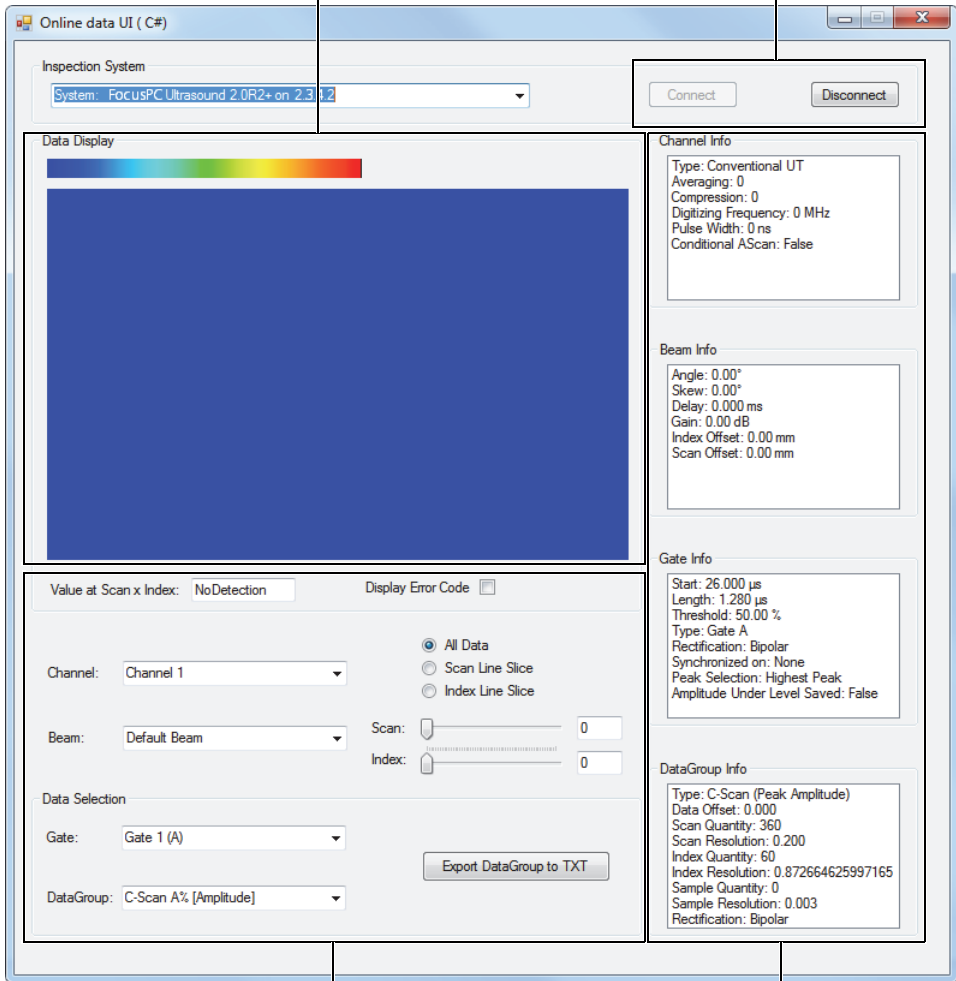 Online data UI ( C#)
Inspection System
System: FocusPC Ultrasound 2.0R2+ on 2.3.4.2
Connect
Disconnect
Data Display
Channel Info
Type: Conventional UT
Averaging: 0
Compression: 0
Digitizing Frequency: 0 MHz
Pulse Width: 0 ns
Conditional AScan: False
Beam Info
Angle: 0.00°
Skew: 0.00°
Delay: 0.000 ms
Gain: 0.00 dB
Index Offset: 0.00 mm
Scan Offset: 0.00 mm
Gate Info
Start: 26.000 µs
Length: 1.280 µs
Threshold: 50.00 %
Type: Gate A
Rectification: Bipolar
Synchronized on: None
Peak Selection: Highest Peak
Amplitude Under Level Saved: False
DataGroup Info
Type: C-Scan (Peak Amplitude)
Data Offset: 0.000
Scan Quantity: 360
Scan Resolution: 0.200
Index Quantity: 60
Index Resolution: 0.872664625997165
Sample Quantity: 0
Sample Resolution: 0.003
Rectification: Bipolar
Value at Scan x Index: NoDetection
Display Error Code
All Data
Scan Line Slice
Index Line Slice
Channel: Channel 1
Beam: Default Beam
Scan: 0
Index: 0
Data Selection
Gate: Gate 1 (A)
Export DataGroup to TXT
DataGroup: C-Scan A% [Amplitude]